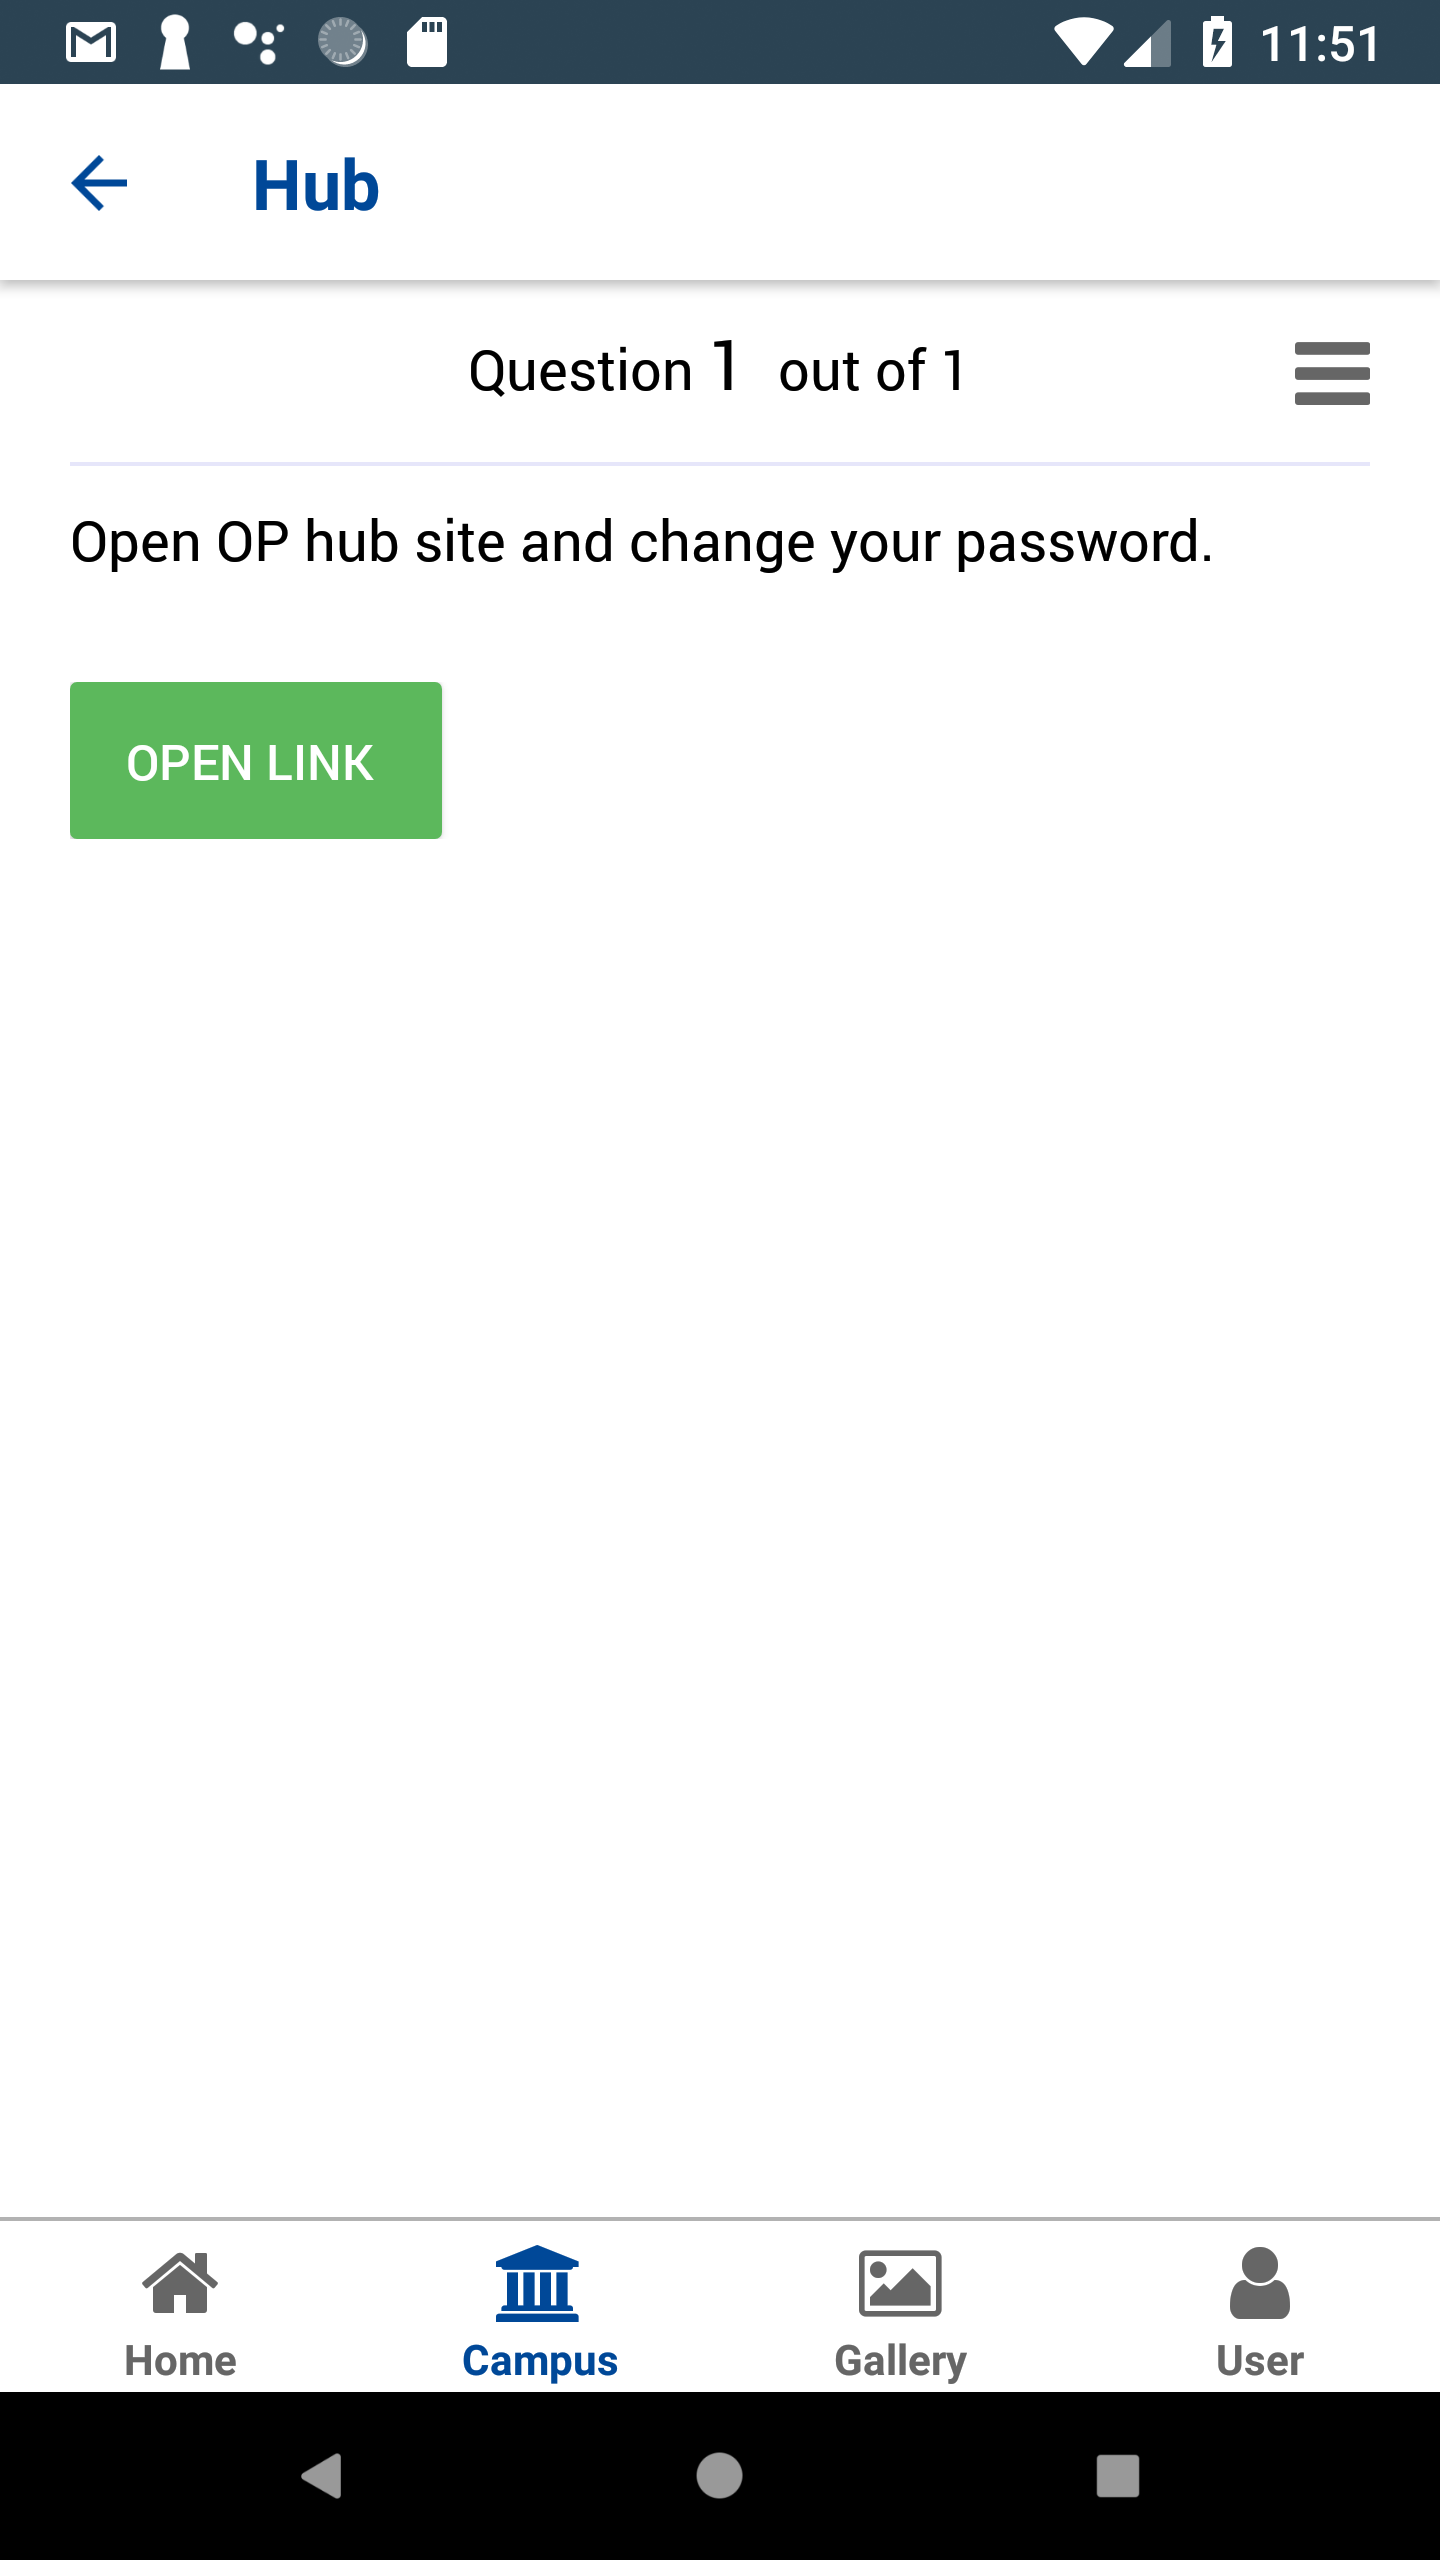 11:51
Hub
Question 1 out of 1
Open OP hub site and change your password.
OPEN LINK
Home Campus Gallery User